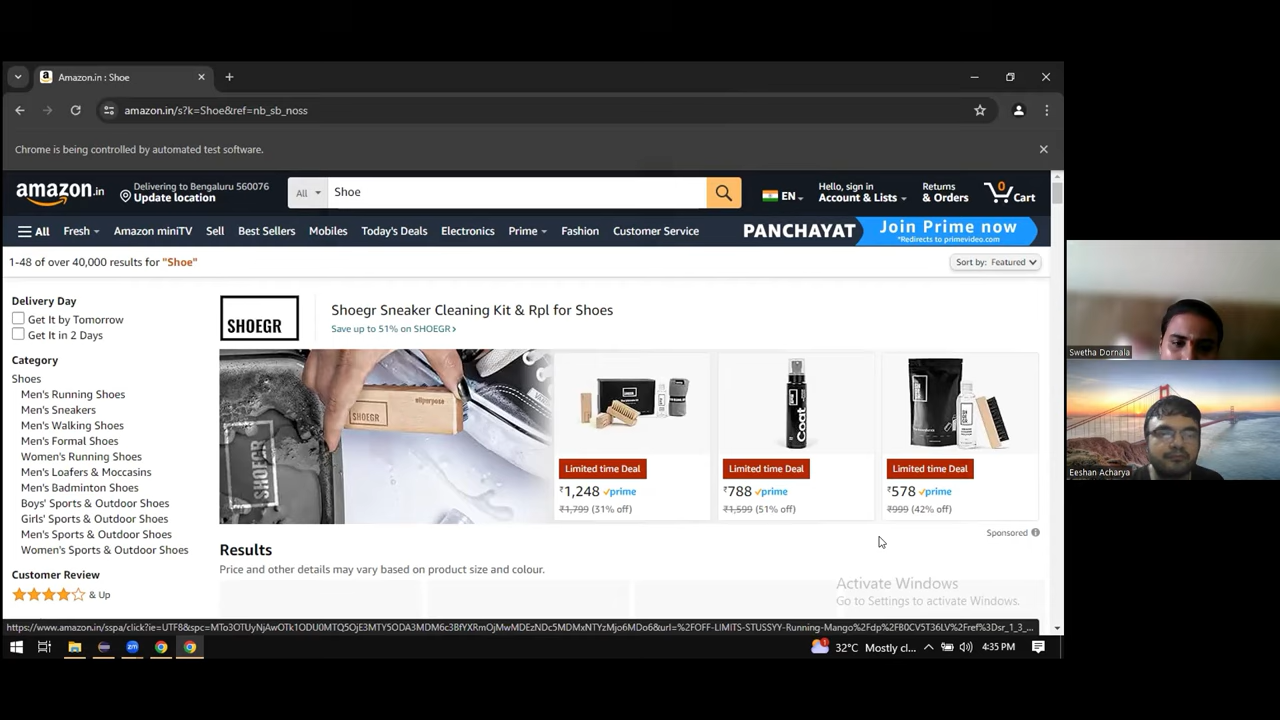 Amazon.in : Shoe
amazon.in/s?k=Shoe&ref=nb_sb_noss
Chrome is being controlled by automated test software.
amazon.in
Delivering to Bengaluru 560076
Update location
All
Shoe
EN
Hello, sign in
Account & Lists
Returns
& Orders
0
Cart
All
Fresh
Amazon miniTV
Sell
Best Sellers
Mobiles
Today's Deals
Electronics
Prime
Fashion
Customer Service
PANCHAYAT
Join Prime now
*Redirects to primevideo.com
1-48 of over 40,000 results for "Shoe"
Sort by: Featured
Delivery Day
Get It by Tomorrow
Get It in 2 Days
Category
Shoes
Men's Running Shoes
Men's Sneakers
Men's Walking Shoes
Men's Formal Shoes
Women's Running Shoes
Men's Loafers & Moccasins
Men's Badminton Shoes
Boys' Sports & Outdoor Shoes
Girls' Sports & Outdoor Shoes
Men's Sports & Outdoor Shoes
Women's Sports & Outdoor Shoes
Customer Review
& Up
SHOEGR
Shoegr Sneaker Cleaning Kit & Rpl for Shoes
Save up to 51% on SHOEGR ›
SHOEGR
SHOEGR
Coat
Limited time Deal
₹1,248 prime
₹1,799 (31% off)
Limited time Deal
₹788 prime
₹1,599 (51% off)
Limited time Deal
₹578 prime
₹999 (42% off)
Sponsored
Results
Price and other details may vary based on product size and colour.
Activate Windows
Go to Settings to activate Windows.
32°C Mostly cl...
4:35 PM
Swetha Dornala
Eeshan Acharya